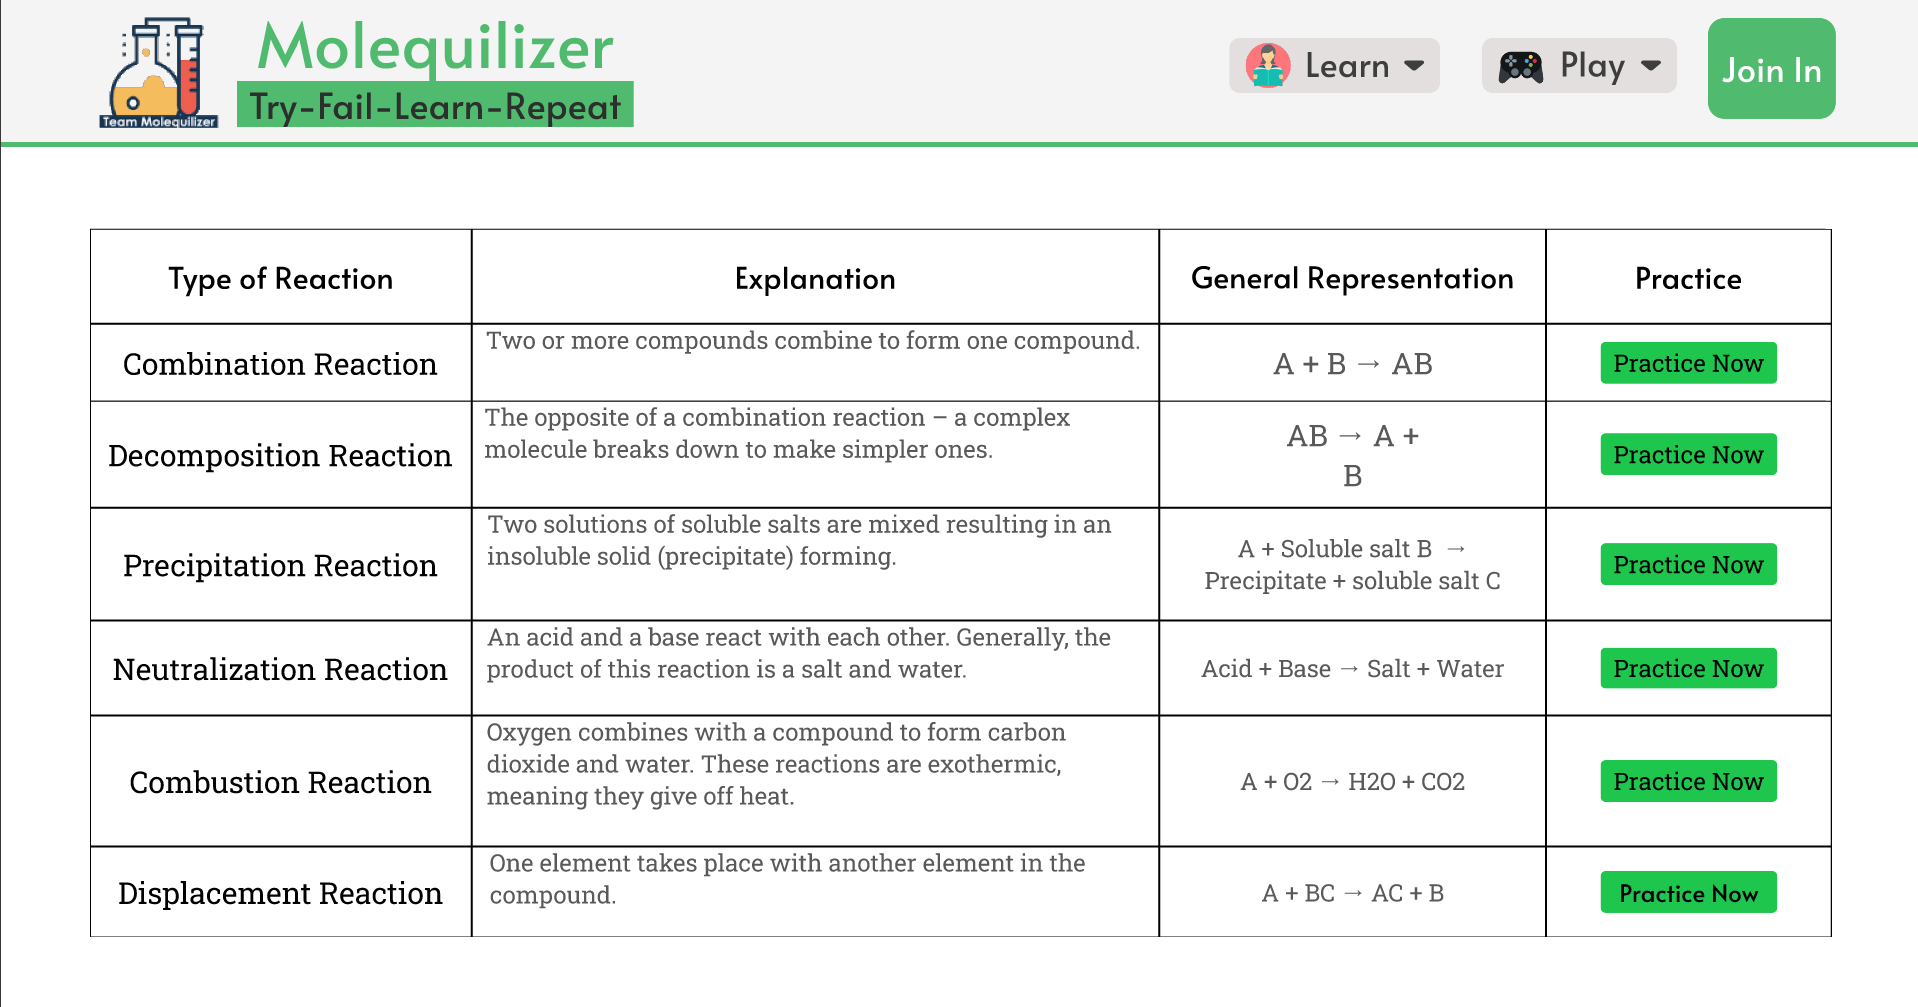 Molequilizer
Try-Fail-Learn-Repeat
Team Molequilizer
Learn
Play
Join In
Type of Reaction
Explanation
General Representation
Practice
Combination Reaction
Two or more compounds combine to form one compound.
A + B → AB
Practice Now
Decomposition Reaction
The opposite of a combination reaction – a complex
molecule breaks down to make simpler ones.
AB → A +
B
Practice Now
Precipitation Reaction
Two solutions of soluble salts are mixed resulting in an
insoluble solid (precipitate) forming.
A + Soluble salt B →
Precipitate + soluble salt C
Practice Now
Neutralization Reaction
An acid and a base react with each other. Generally, the
product of this reaction is a salt and water.
Acid + Base → Salt + Water
Practice Now
Combustion Reaction
Oxygen combines with a compound to form carbon
dioxide and water. These reactions are exothermic,
meaning they give off heat.
A + O2 → H2O + CO2
Practice Now
Displacement Reaction
One element takes place with another element in the
compound.
A + BC → AC + B
Practice Now